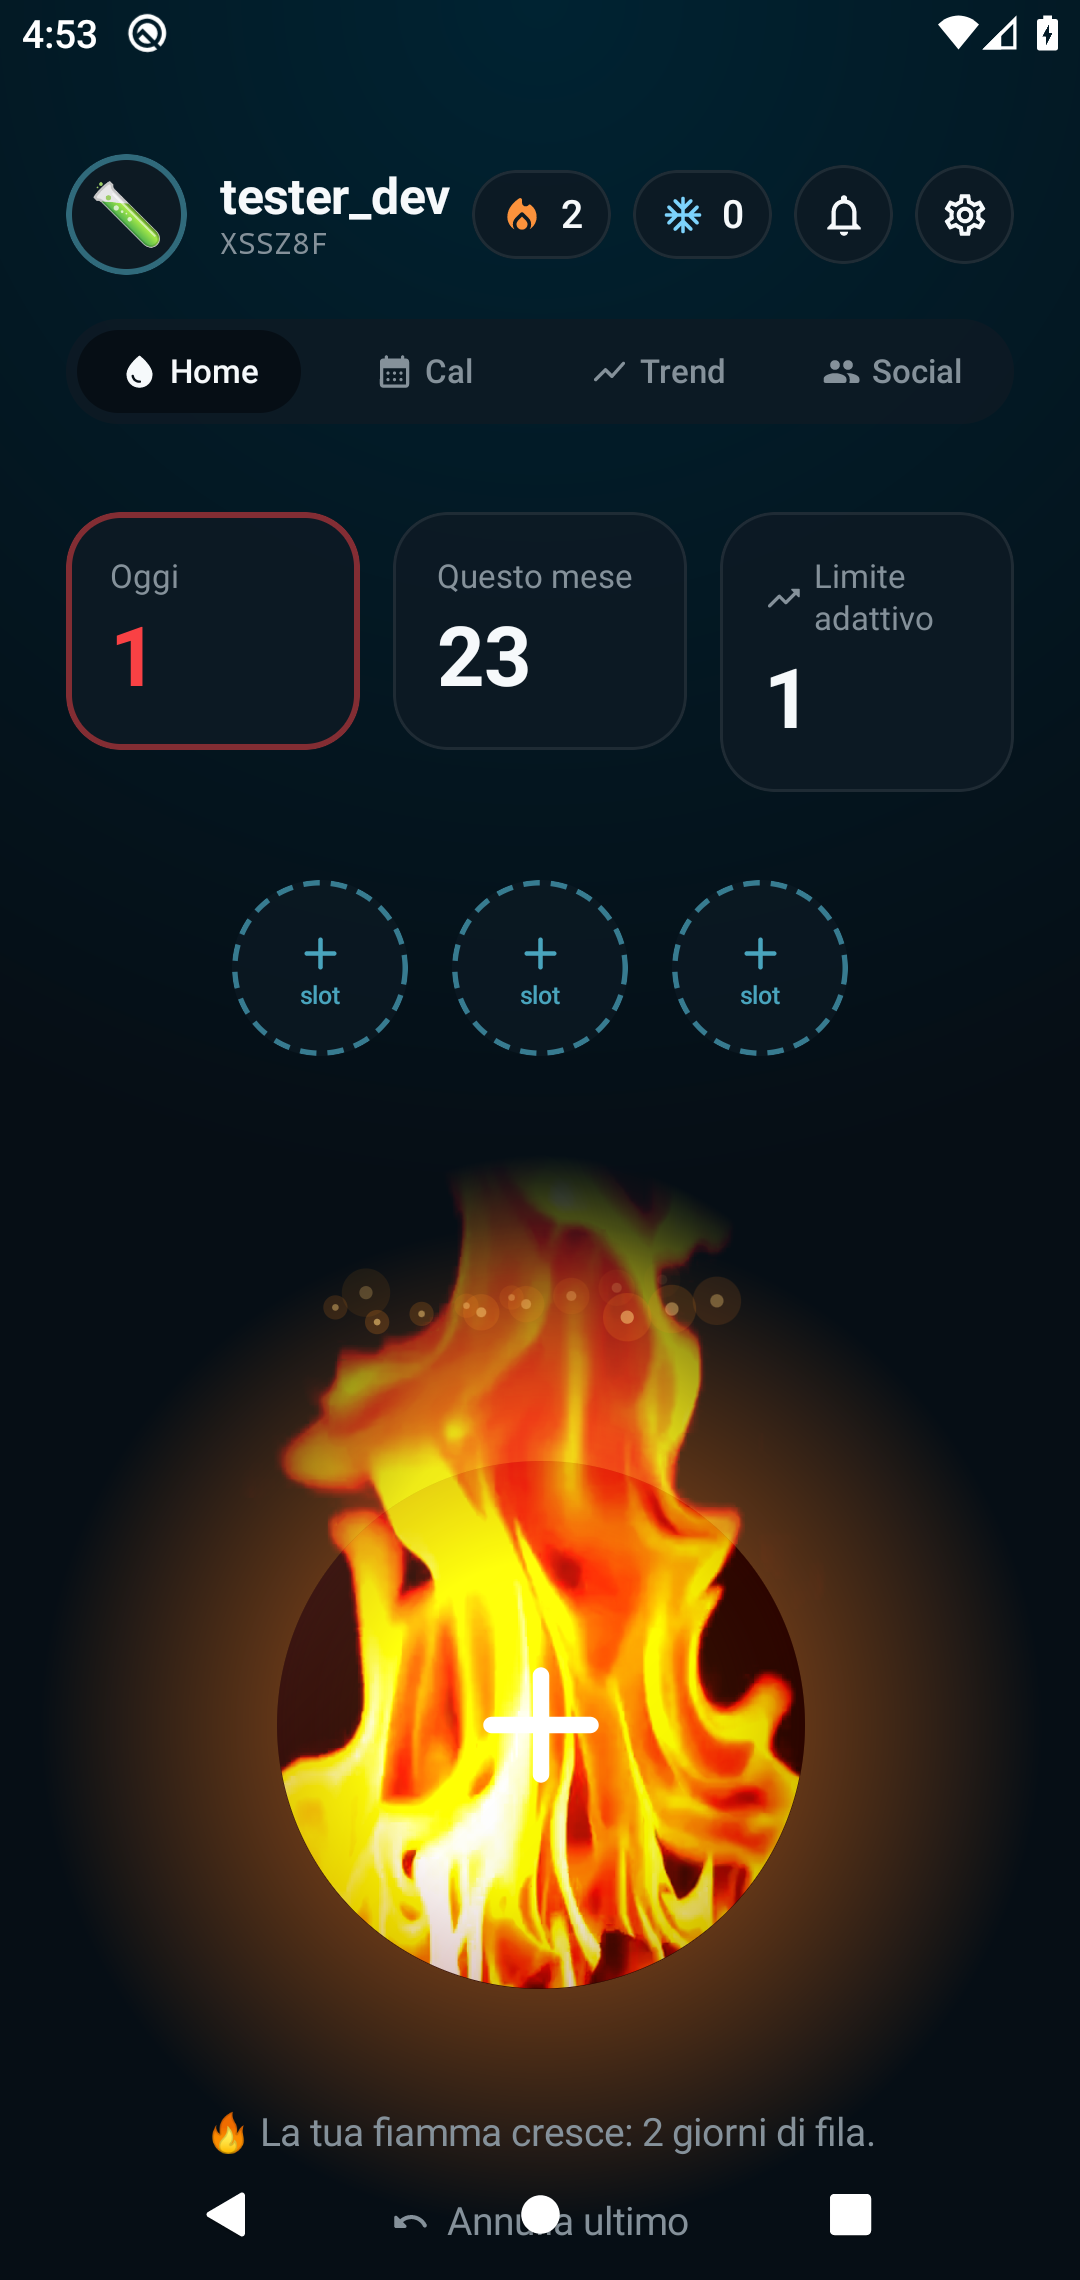 4:53
tester_dev
XSSZ8F
2
0
Home
Cal
Trend
Social
Oggi
1
Questo mese
23
Limite
adattivo
1
slot
slot
slot
La tua fiamma cresce: 2 giorni di fila.
ultimo